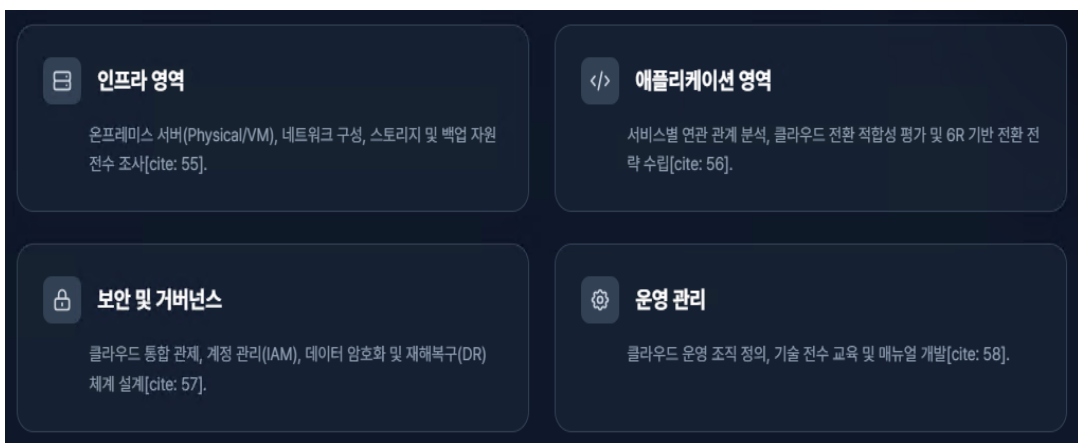 인프라 영역
온프레미스 서버(Physical/VM), 네트워크 구성, 스토리지 및 백업 자원
전수 조사[cite: 55].
애플리케이션 영역
서비스별 연관 관계 분석, 클라우드 전환 적합성 평가 및 6R 기반 전환 전
략 수립[cite: 56].
보안 및 거버넌스
클라우드 통합 관제, 계정 관리(IAM), 데이터 암호화 및 재해복구(DR)
체계 설계[cite: 57].
운영 관리
클라우드 운영 조직 정의, 기술 전수 교육 및 매뉴얼 개발[cite: 58].